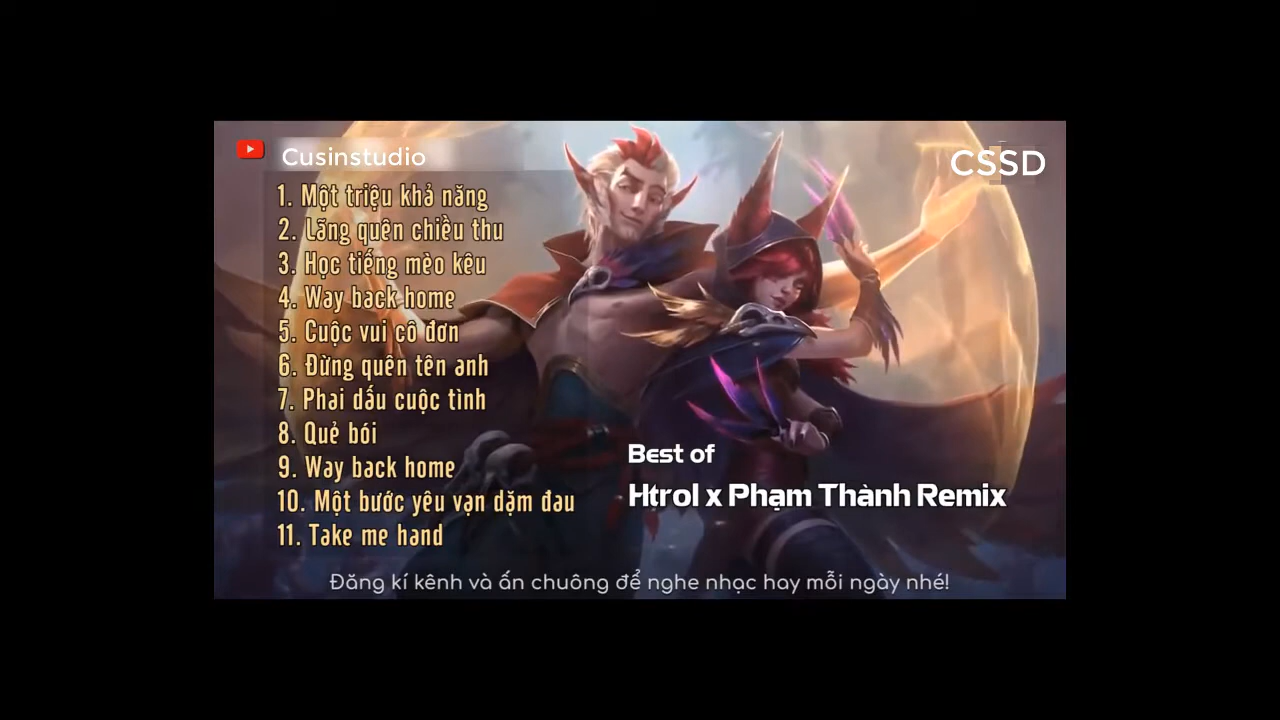 Cusinstudio
CSSD
1. Một triệu khả năng
2. Lãng quên chiều thu
3. Học tiếng mèo kêu
4. Way back home
5. Cuộc vui cô đơn
6. Đừng quên tên anh
7. Phai dấu cuộc tình
8. Quẻ bói
9. Way back home
10. Một bước yêu vạn dặm đau
11. Take me hand
Best of
Htrol x Phạm Thành Remix
Đăng kí kênh và ấn chuông để nghe nhạc hay mỗi ngày nhé!